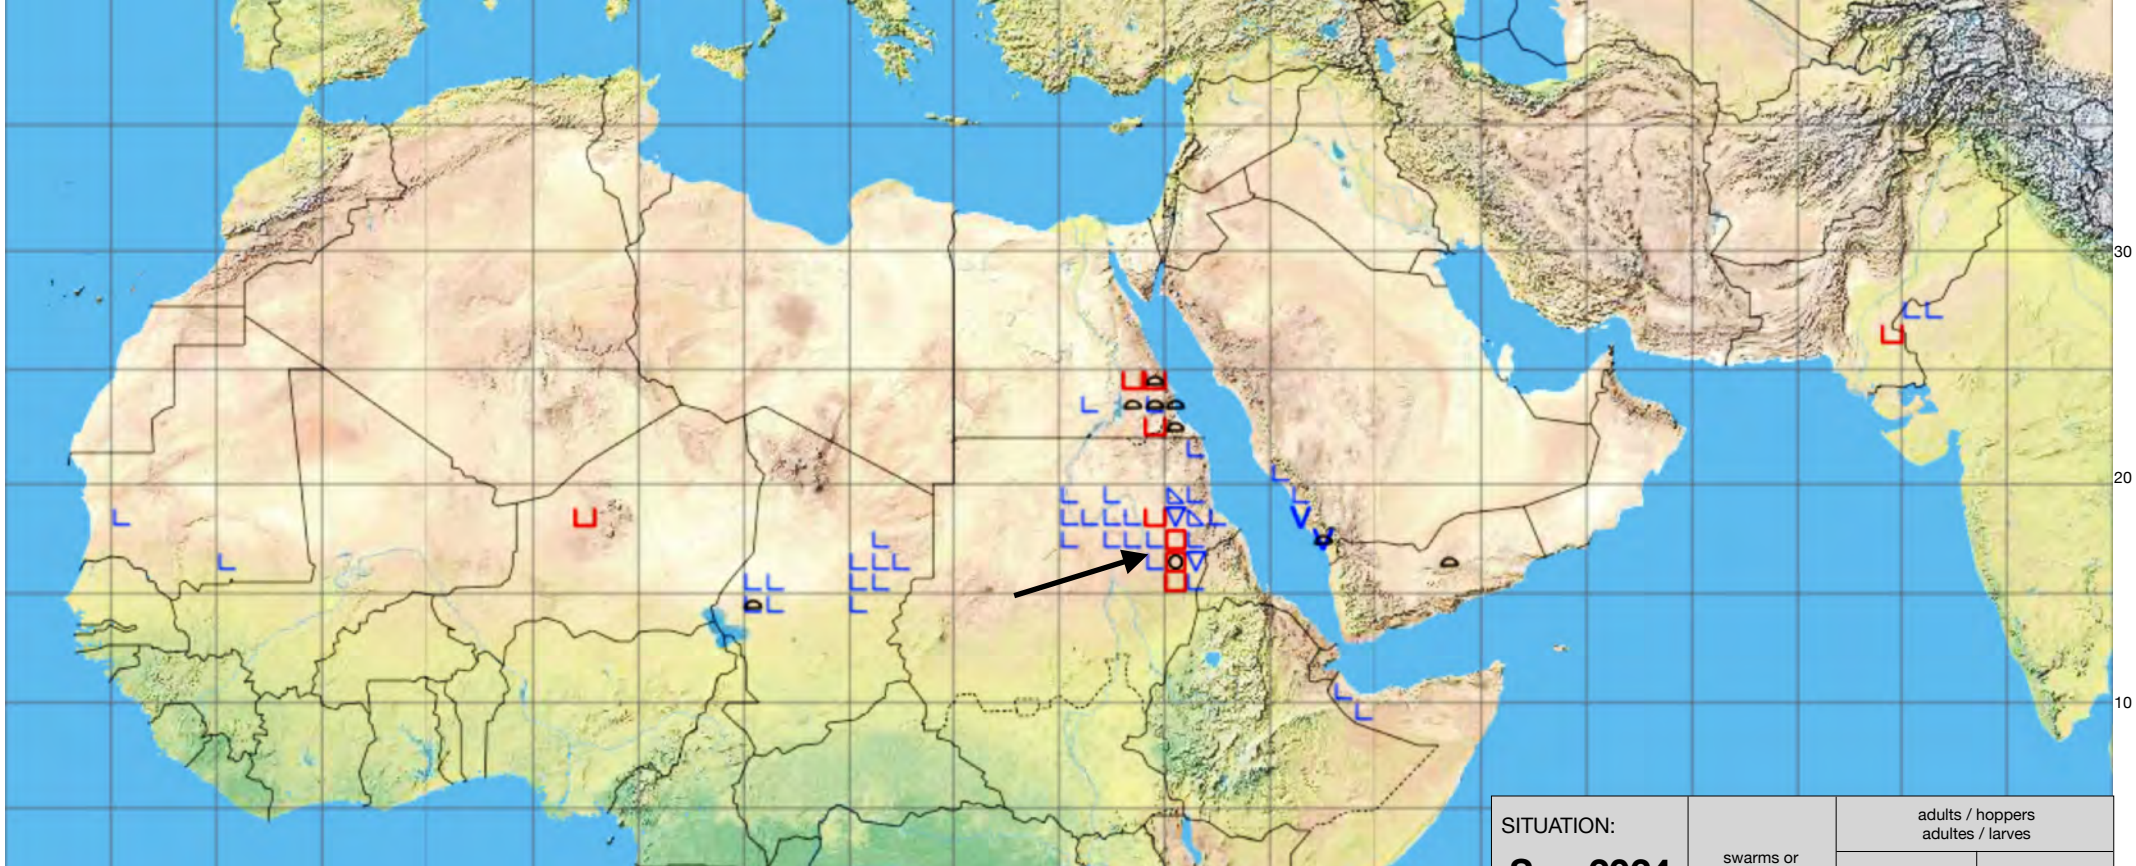 30
20
10
SITUATION:
adults / hoppers
adultes / larves
swarms or